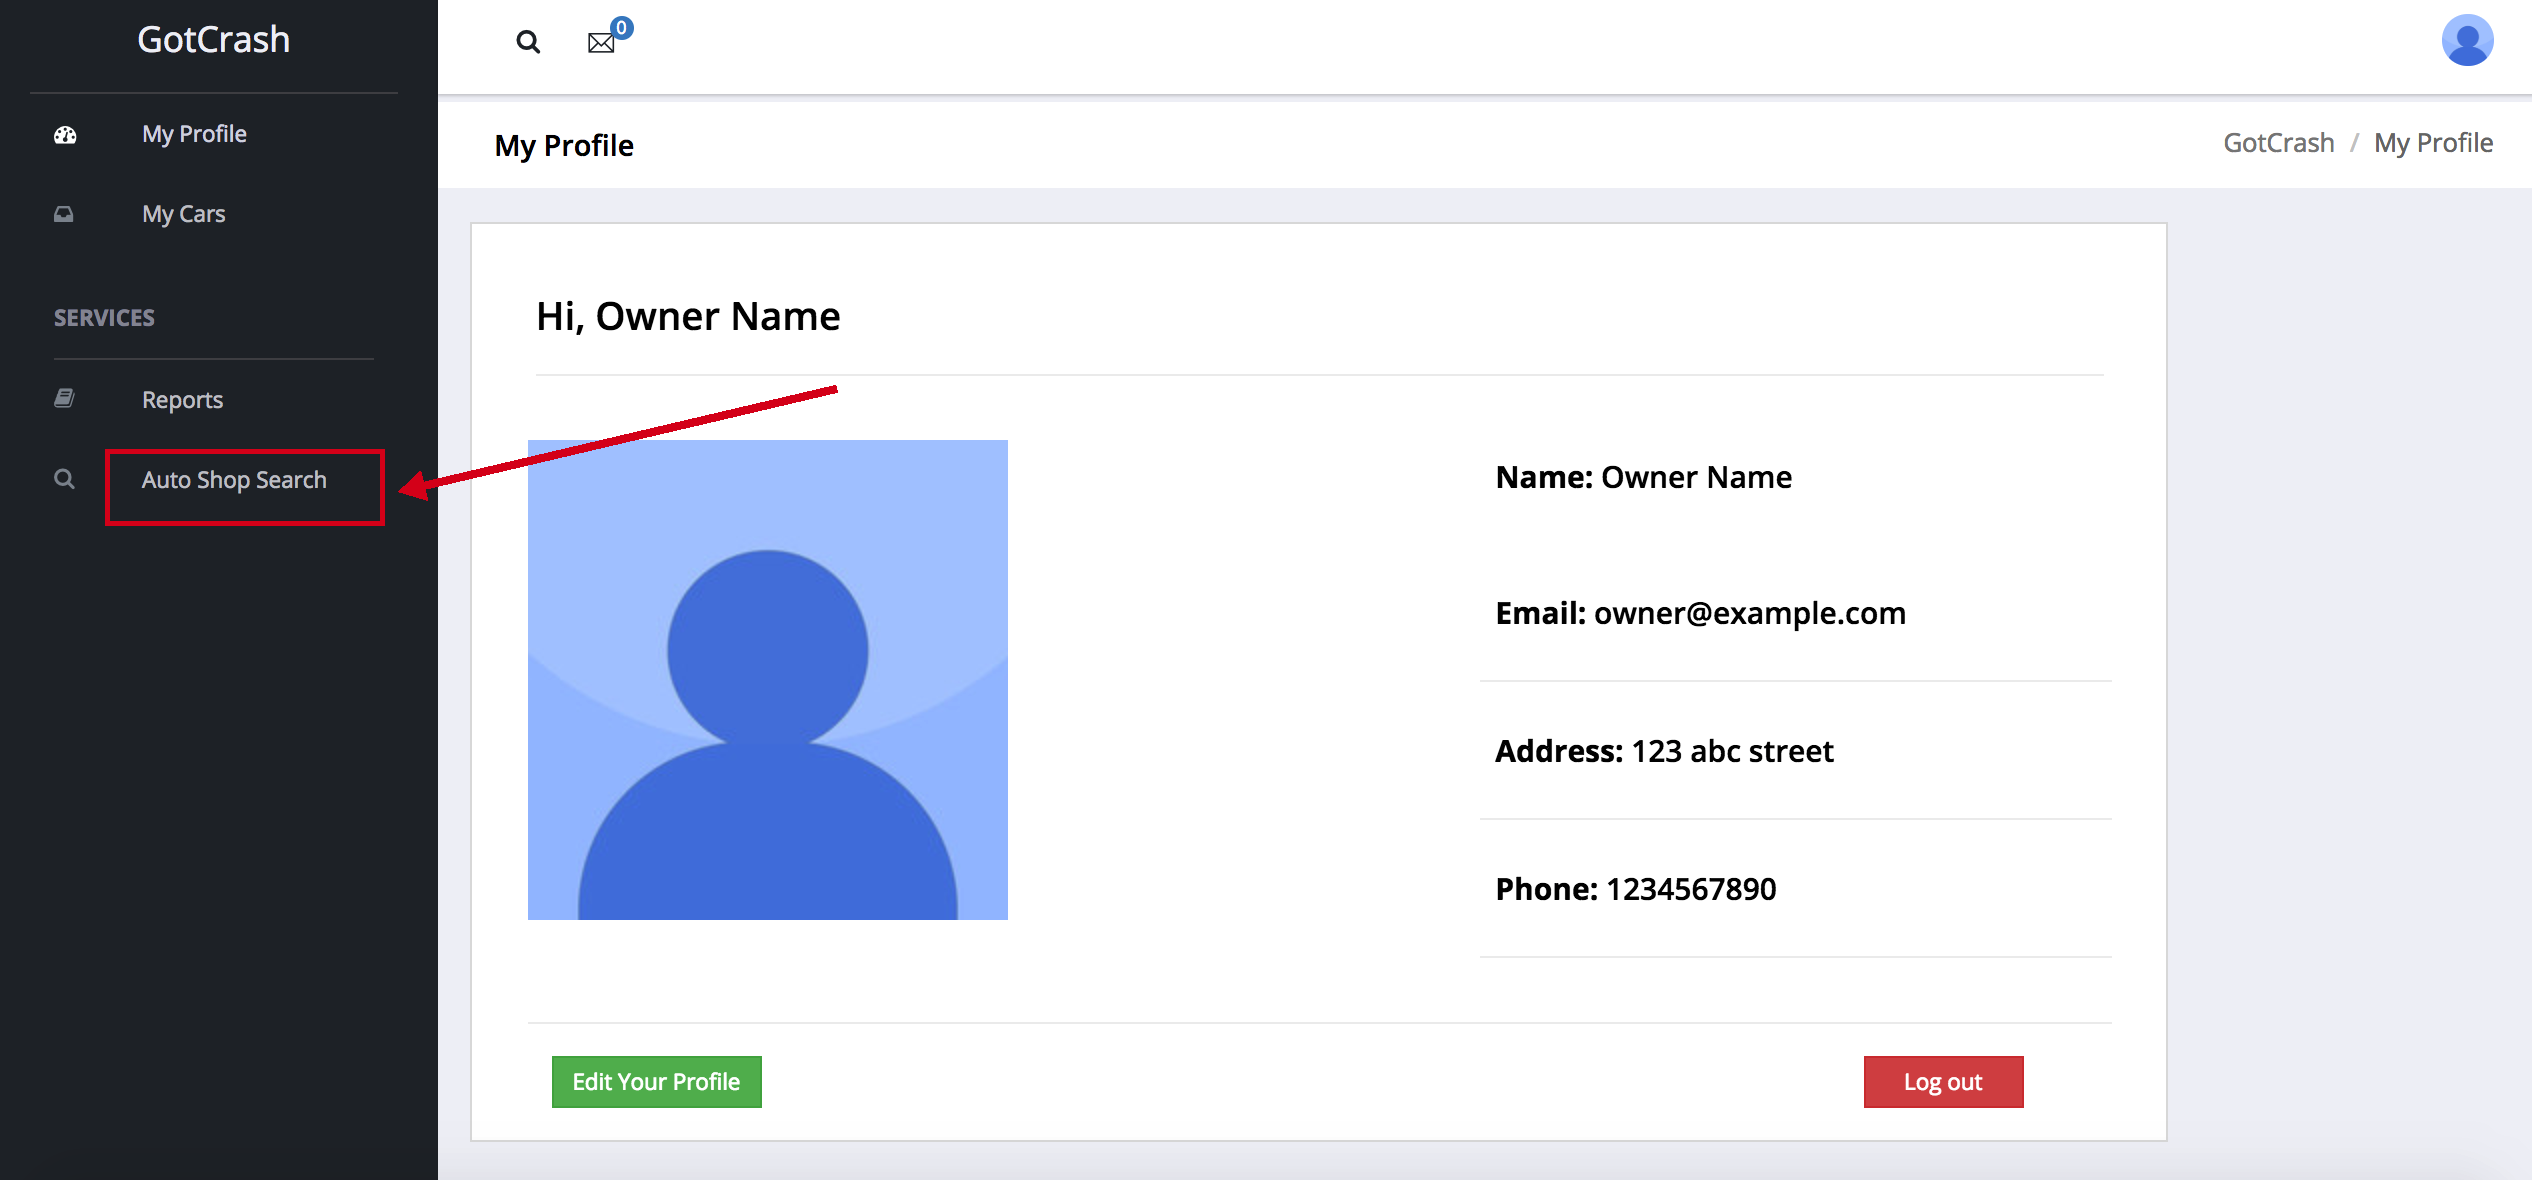 GotCrash
My Profile
My Cars
SERVICES
Reports
Auto Shop Search
0
My Profile
GotCrash / My Profile
Hi, Owner Name
Name: Owner Name
Email: owner@example.com
Address: 123 abc street
Phone: 1234567890
Edit Your Profile
Log out